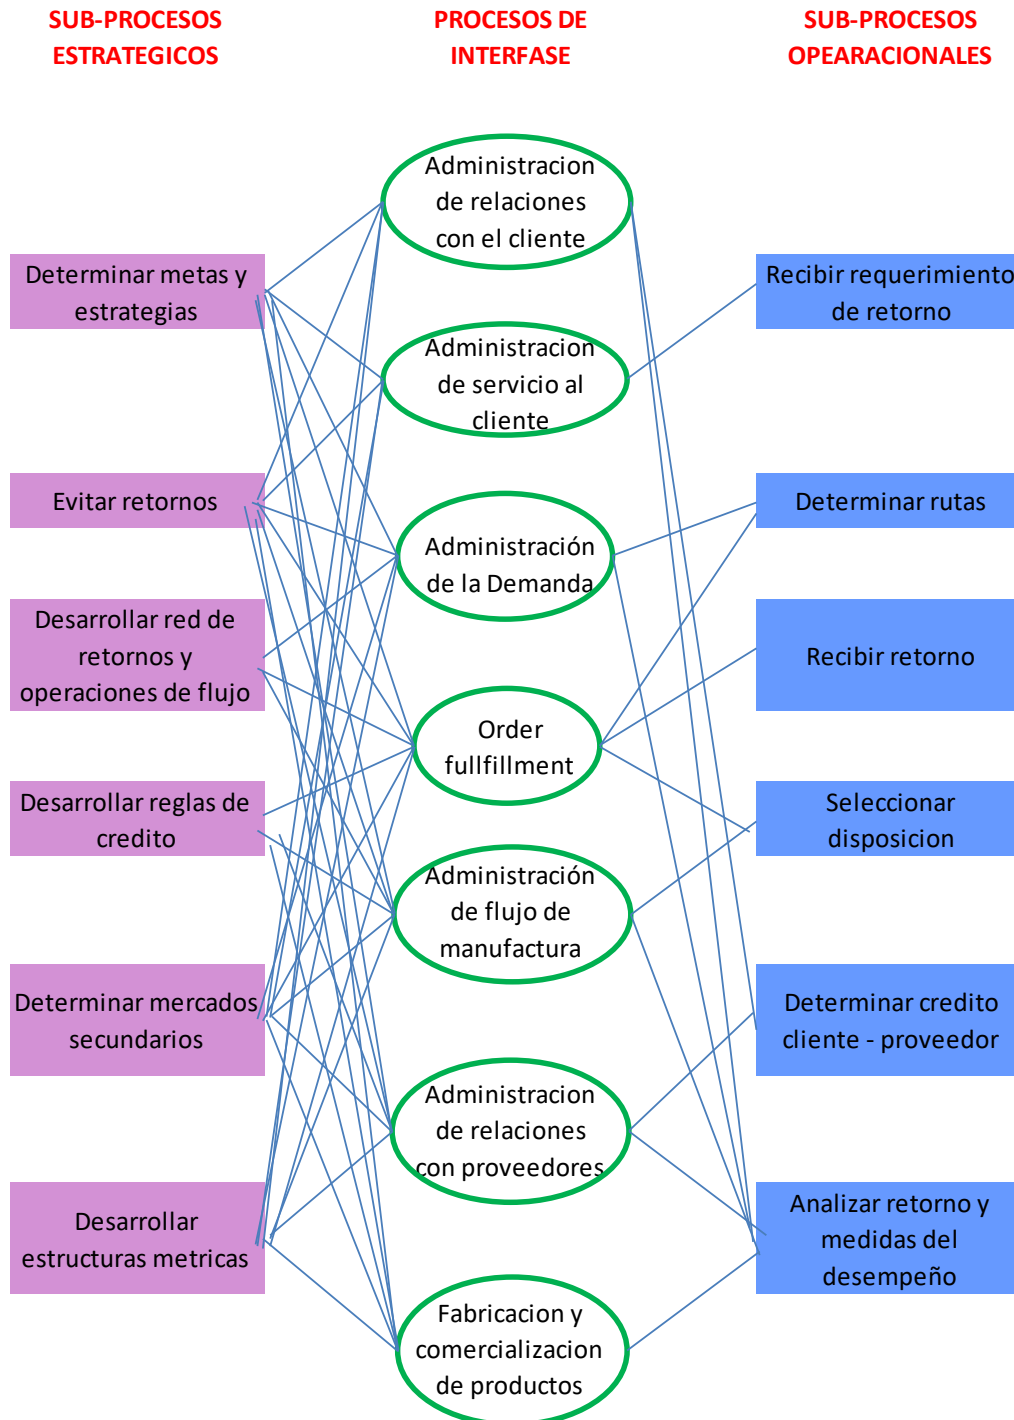 SUB-PROCESOS
ESTRATEGICOS
PROCESOS DE
INTERFASE
SUB-PROCESOS
OPEARACIONALES
Determinar metas y
estrategias
Evitar retornos
Desarrollar red de
retornos y
operaciones de flujo
Desarrollar reglas de
credito
Determinar mercados
secundarios
Desarrollar
estructuras metricas
Administracion
de relaciones
con el cliente
Administracion
de servicio al
cliente
Administración
de la Demanda
Order
fullfillment
Administración
de flujo de
manufactura
Administracion
de relaciones
con proveedores
Fabricacion y
comercializacion
de productos
Recibir requerimiento
de retorno
Determinar rutas
Recibir retorno
Seleccionar
disposicion
Determinar credito
cliente - proveedor
Analizar retorno y
medidas del
desempeño